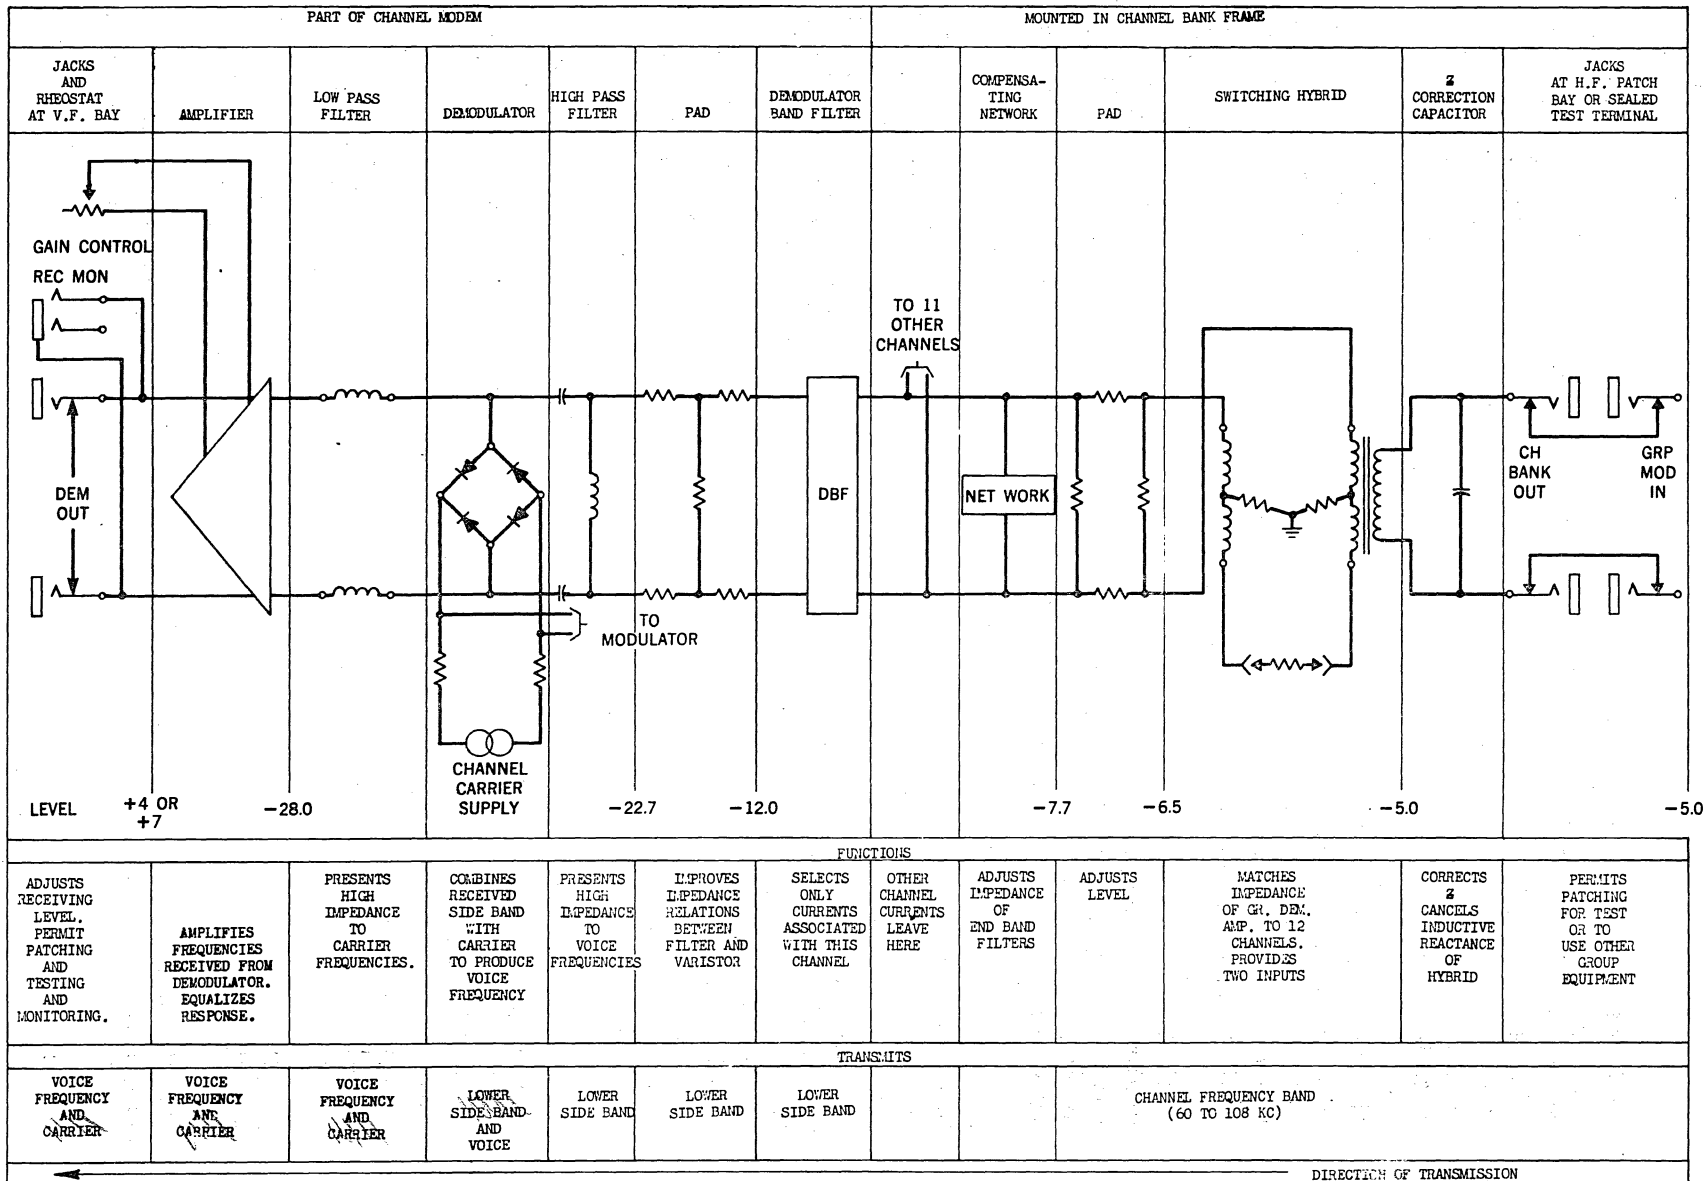 PART OF CHANNEL MODEM
MOUNTED IN CHANNEL BANK FRAME
JACKS
AND
RHEOSTAT
AT V.F. BAY
AMPLIFIER
LOW PASS
FILTER
DEMODULATOR
HIGH PASS
FILTER
PAD
DEMODULATOR
BAND FILTER
COMPENSA-
TING
NETWORK
PAD
SWITCHING HYBRID
Z
CORRECTION
CAPACITOR
JACKS
AT H.F. PATCH
BAY OR SEALED
TEST TERMINAL
GAIN CONTROL
REC MON
DEM
OUT
TO
MODULATOR
CHANNEL
CARRIER
SUPPLY
DBF
TO 11
OTHER
CHANNELS
NET WORK
CH
BANK
OUT
GRP
MOD
IN
LEVEL
+4 OR
+7
-28.0
-22.7
-12.0
-7.7
-6.5
-5.0
-5.0
FUNCTIONS
ADJUSTS
RECEIVING
LEVEL.
PERMIT
PATCHING
AND
TESTING
AND
MONITORING.
AMPLIFIES
FREQUENCIES
RECEIVED FROM
DEMODULATOR.
EQUALIZES
RESPONSE.
PRESENTS
HIGH
IMPEDANCE
TO
CARRIER
FREQUENCIES.
COMBINES
RECEIVED
SIDE BAND
WITH
CARRIER
TO PRODUCE
VOICE
FREQUENCY
PRESENTS
HIGH
IMPEDANCE
TO
VOICE
FREQUENCIES
IMPROVES
IMPEDANCE
RELATIONS
BETWEEN
FILTER AND
VARISTOR
SELECTS
ONLY
CURRENTS
ASSOCIATED
WITH THIS
CHANNEL
OTHER
CHANNEL
CURRENTS
LEAVE
HERE
ADJUSTS
IMPEDANCE
OF
END BAND
FILTERS
ADJUSTS
LEVEL
MATCHES
IMPEDANCE
OF GR. DEM.
AMP. TO 12
CHANNELS.
PROVIDES
TWO INPUTS
CORRECTS
Z
CANCELS
INDUCTIVE
REACTANCE
OF
HYBRID
PERMITS
PATCHING
FOR TEST
OR TO
USE OTHER
GROUP
EQUIPMENT
TRANSMITS
VOICE
FREQUENCY
AND
CARRIER
VOICE
FREQUENCY
AND
CARRIER
VOICE
FREQUENCY
AND
CARRIER
LOWER
SIDE BAND
AND
VOICE
LOWER
SIDE BAND
LOWER
SIDE BAND
LOWER
SIDE BAND
CHANNEL FREQUENCY BAND
(60 TO 108 KC)
DIRECTION OF TRANSMISSION